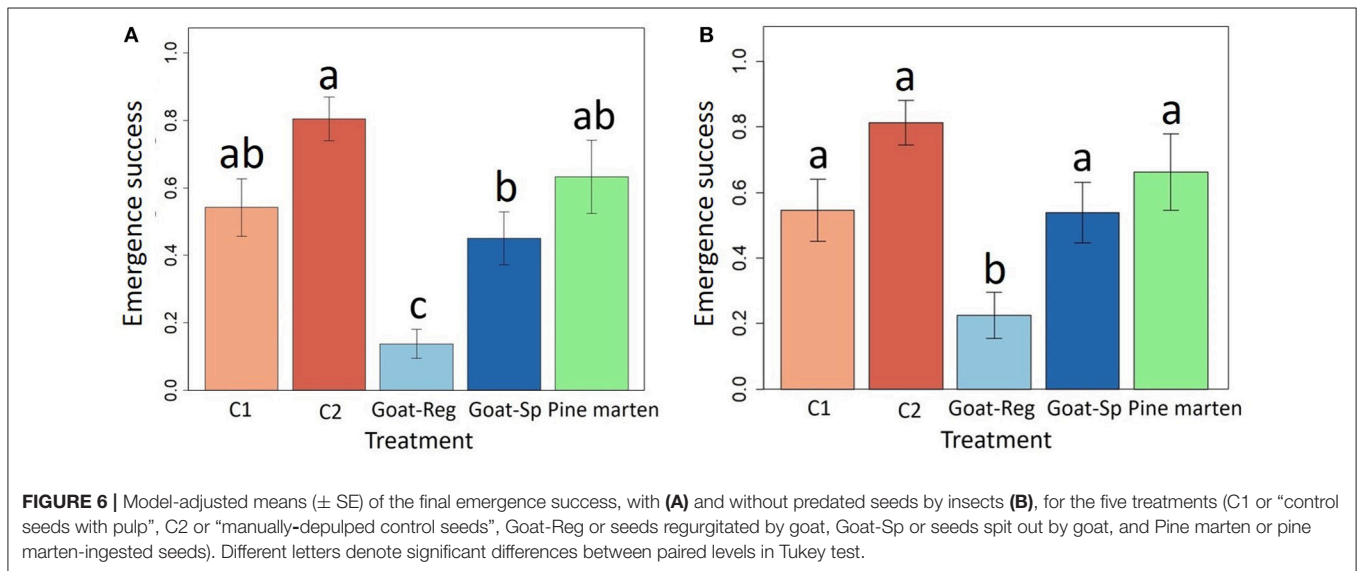 A
Emergence success
1.0
0.8
0.6
0.4
0.2
0.0
ab
a
c
b
ab
C1 C2 Goat-Reg Goat-Sp Pine marten
Treatment
B
Emergence success
1.0
0.8
0.6
0.4
0.2
0.0
a
a
b
a
a
C1 C2 Goat-Reg Goat-Sp Pine marten
Treatment
FIGURE 6 | Model-adjusted means (± SE) of the final emergence success, with (A) and without predated seeds by insects (B), for the five treatments (C1 or “control
seeds with pulp”, C2 or “manually-depulped control seeds”, Goat-Reg or seeds regurgitated by goat, Goat-Sp or seeds spit out by goat, and Pine marten or pine
marten-ingested seeds). Different letters denote significant differences between paired levels in Tukey test.